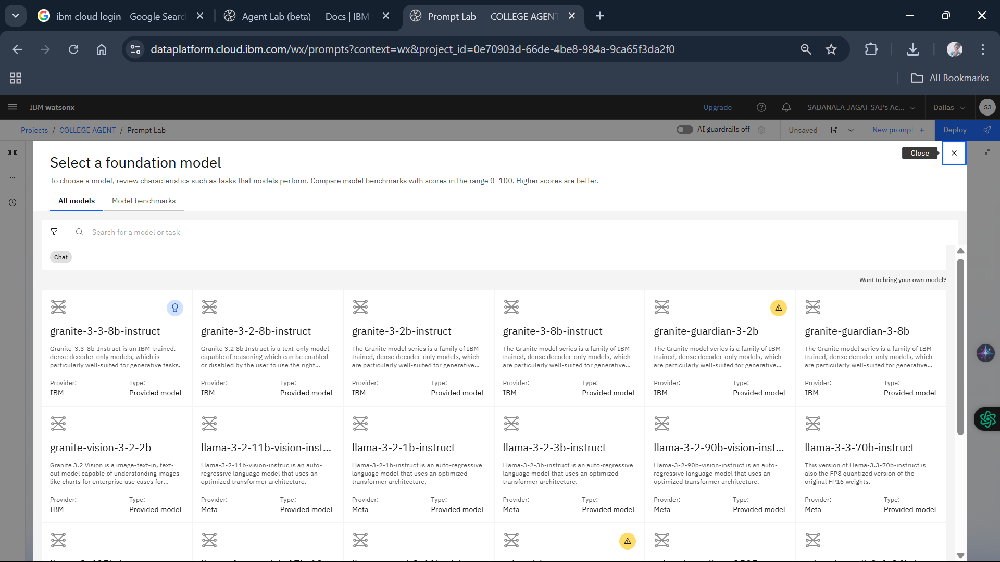 ibm cloud login - Google Searc
Agent Lab (beta) — Docs | IBM
Prompt Lab — COLLEGE AGENT
dataplatform.cloud.ibm.com/wx/prompts?context=wx&project_id=0e70903d-66de-4be8-984a-9ca65f3da2f0
All Bookmarks
IBM watsonx
Upgrade
SADANALA JAGAT SAI's Ac...
Dallas
SJ
Projects / COLLEGE AGENT / Prompt Lab
AI guardrails off
Unsaved
New prompt +
Deploy
Select a foundation model
Close
To choose a model, review characteristics such as tasks that models perform. Compare model benchmarks with scores in the range 0–100. Higher scores are better.
All models
Model benchmarks
Search for a model or task
Chat
Want to bring your own model?
granite-3-3-8b-instruct
Granite-3.3-8b-Instruct is an IBM-trained,
dense decoder-only models, which is
particularly well-suited for generative tasks.
Provider: Type:
IBM Provided model
granite-3-2-8b-instruct
Granite 3.2 8b Instruct is a text-only model
capable of reasoning which can be enabled
or disabled by the user to use the right...
Provider: Type:
IBM Provided model
granite-3-2b-instruct
The Granite model series is a family of IBM-
trained, dense decoder-only models, which
are particularly well-suited for generative...
Provider: Type:
IBM Provided model
granite-3-8b-instruct
The Granite model series is a family of IBM-
trained, dense decoder-only models, which
are particularly well-suited for generative...
Provider: Type:
IBM Provided model
granite-guardian-3-2b
The Granite model series is a family of IBM-
trained, dense decoder-only models, which
are particularly well-suited for generative...
Provider: Type:
IBM Provided model
granite-guardian-3-8b
The Granite model series is a family of IBM-
trained, dense decoder-only models, which
are particularly well-suited for generative...
Provider: Type:
IBM Provided model
granite-vision-3-2-2b
Granite 3.2 Vision is a image-text-in, text-
out model capable of understanding images
like charts for enterprise use cases for...
Provider: Type:
IBM Provided model
llama-3-2-11b-vision-inst...
Llama-3-2-11b-vision-instruc is an auto-
regressive language model that uses an
optimized transformer architecture.
Provider: Type:
Meta Provided model
llama-3-2-1b-instruct
Llama-3-2-1b-instruct is an auto-regressive
language model that uses an optimized
transformer architecture.
Provider: Type:
Meta Provided model
llama-3-2-3b-instruct
Llama-3-2-3b-instruct is an auto-regressive
language model that uses an optimized
transformer architecture.
Provider: Type:
Meta Provided model
llama-3-2-90b-vision-inst...
Llama-3-2-90b-vision-instruct is an auto-
regressive language model that uses an
optimized transformer architecture.
Provider: Type:
Meta Provided model
llama-3-3-70b-instruct
This version of Llama-3.3-70b-instruct is
also the FP8 quantized version of the
original FP16 weights.
Provider: Type:
Meta Provided model